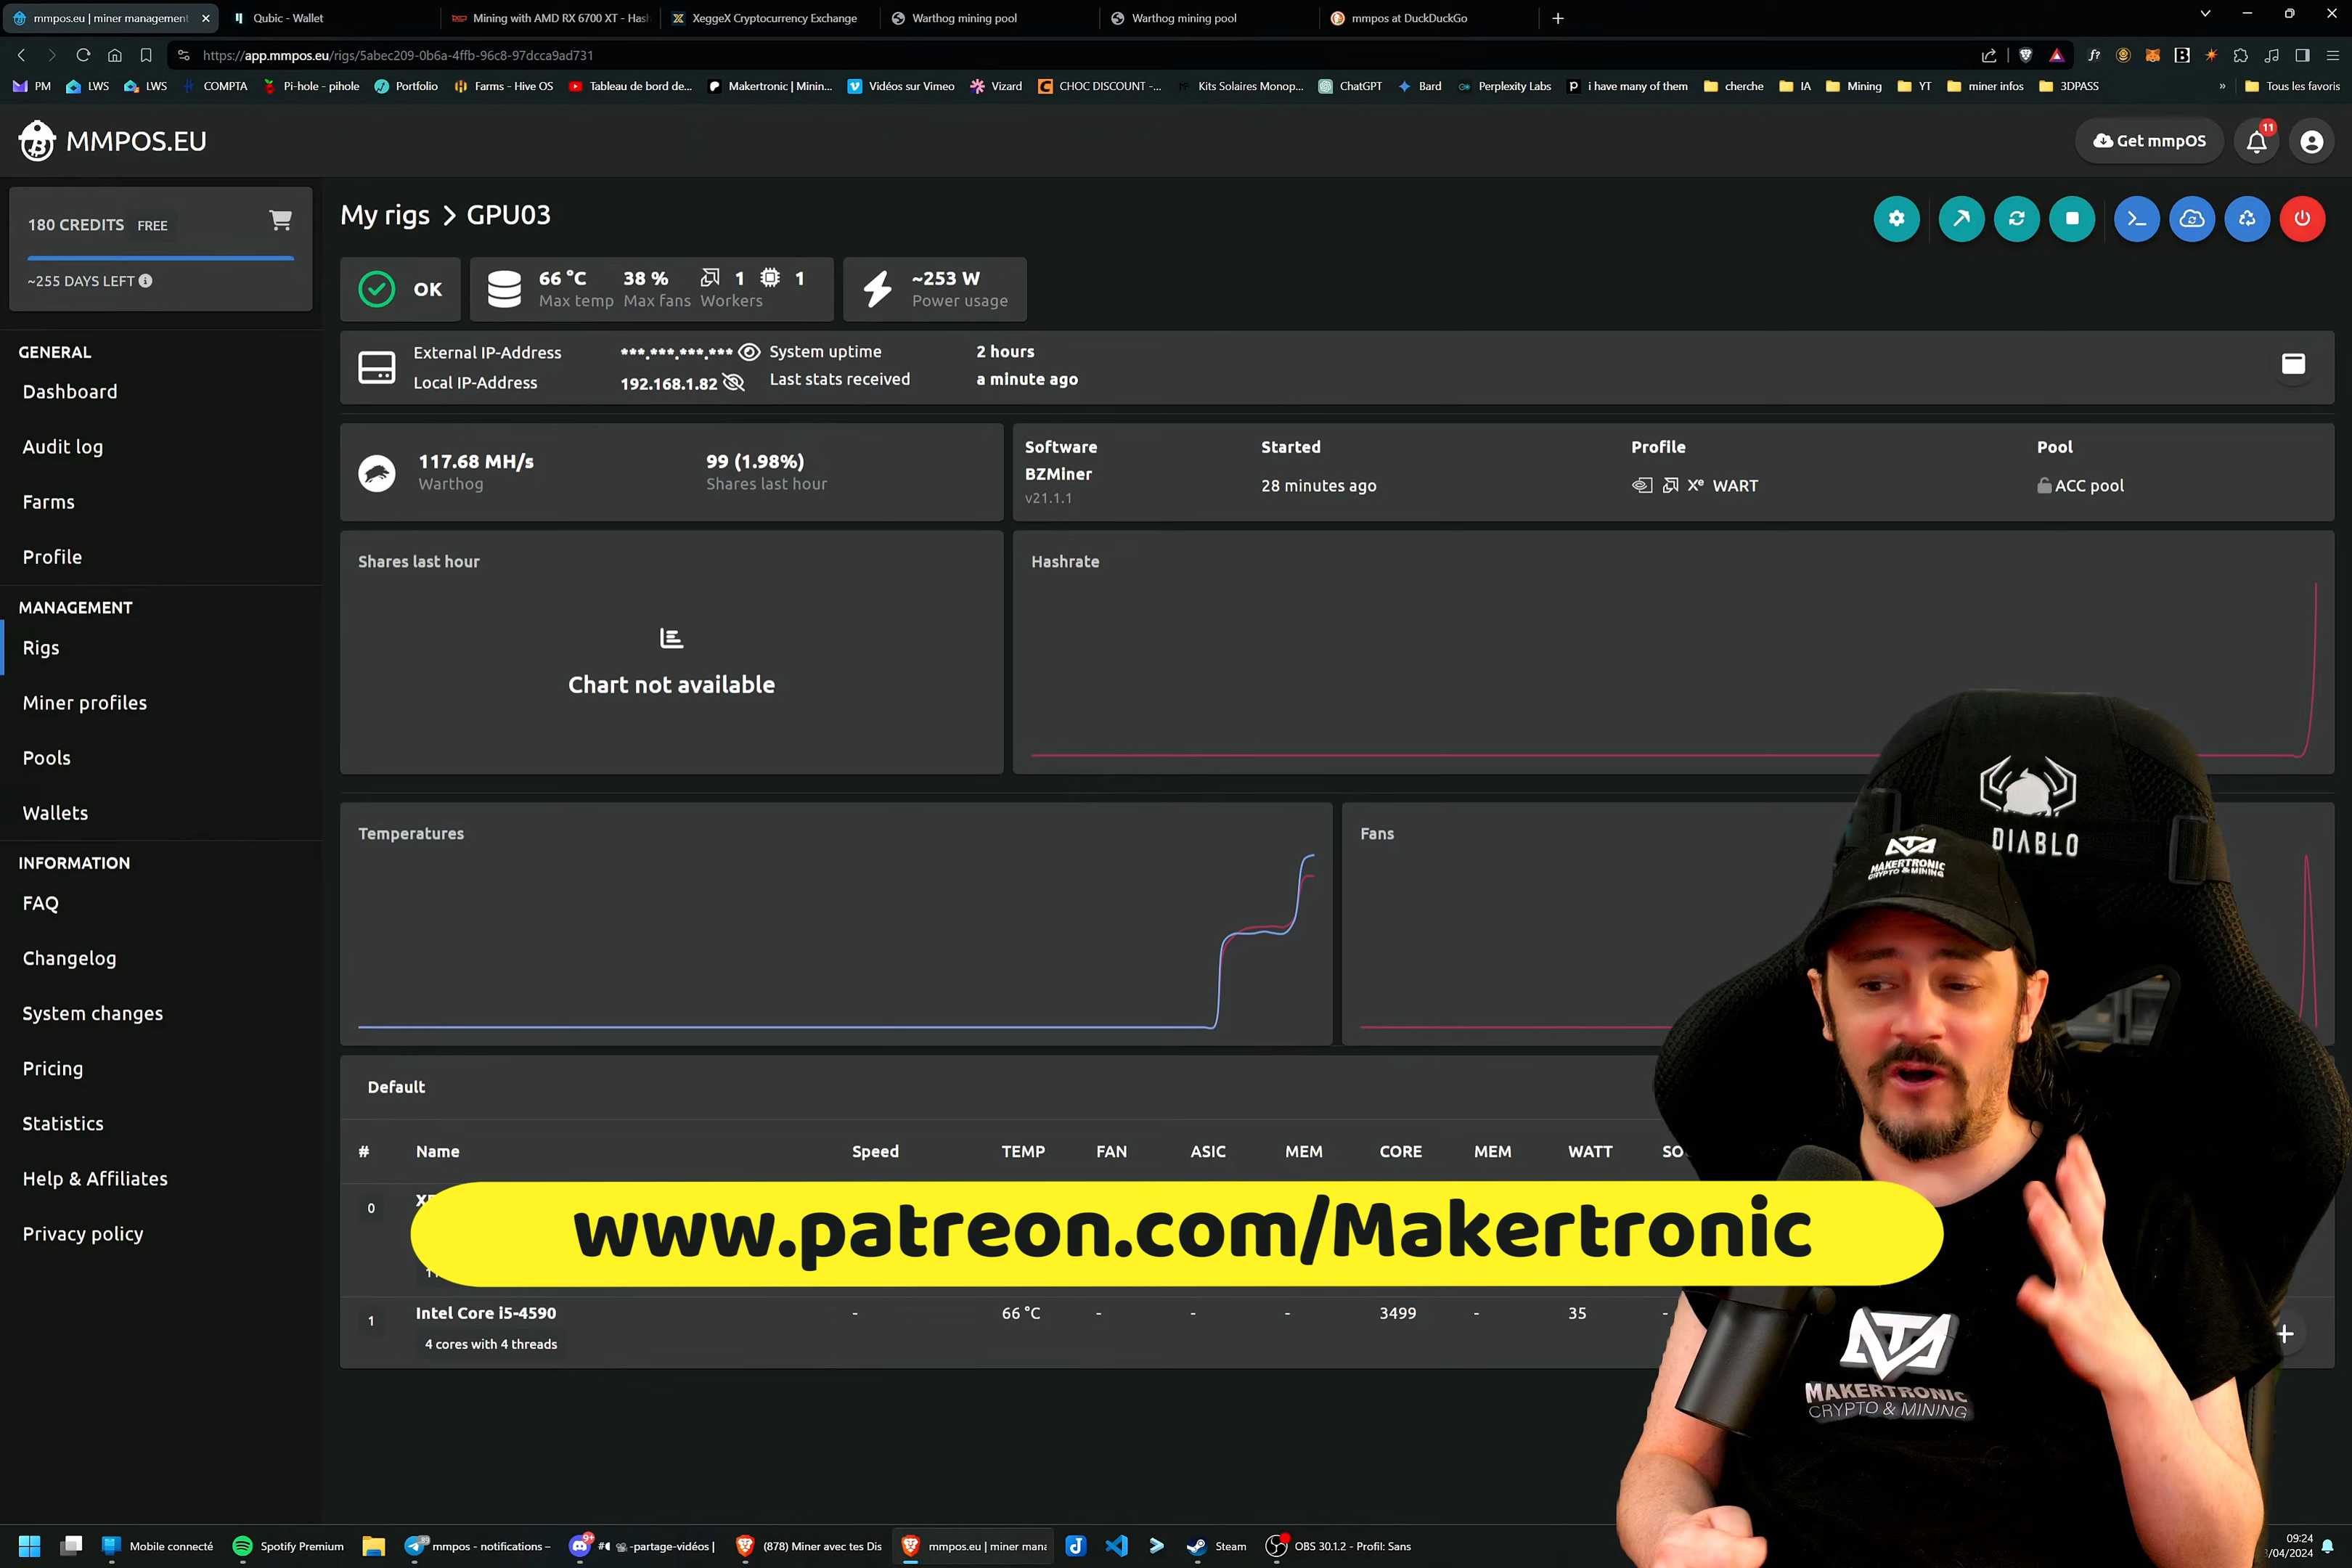 mmpos.eu | miner management
Qubic - Wallet
Mining with AMD RX 6700 XT - Hash
XeggeX Cryptocurrency Exchange
Warthog mining pool
Warthog mining pool
mmpos at DuckDuckGo
https://app.mmpos.eu/rigs/5abec209-0b6a-4ffb-96c8-97dcca9ad731
PM
LWS
LWS
COMPTA
Pi-hole - pihole
Portfolio
Farms - Hive OS
Tableau de bord de...
Makertronic | Minin...
Vidéos sur Vimeo
Vizard
CHOC DISCOUNT -...
Kits Solaires Monop...
ChatGPT
Bard
Perplexity Labs
i have many of them
cherche
IA
Mining
YT
miner infos
3DPASS
»
Tous les favoris
MMPOS.EU
Get mmpOS
11
180 CREDITS FREE
~255 DAYS LEFT
GENERAL
Dashboard
Audit log
Farms
Profile
MANAGEMENT
Rigs
Miner profiles
Pools
Wallets
INFORMATION
FAQ
Changelog
System changes
Pricing
Statistics
Help & Affiliates
Privacy policy
My rigs > GPU03
OK
66 °C 38 % 1 1
Max temp Max fans Workers
~253 W
Power usage
External IP-Address ***.***.***.*** System uptime 2 hours
Local IP-Address 192.168.1.82 Last stats received a minute ago
117.68 MH/s
Warthog
99 (1.98%)
Shares last hour
Software Started Profile Pool
BZMiner
v21.1.1
28 minutes ago
Xe WART
ACC pool
Shares last hour
Chart not available
Hashrate
Temperatures
Fans
Default
# Name Speed TEMP FAN ASIC MEM CORE MEM WATT
0
www.patreon.com/Makertronic
1 Intel Core i5-4590 - 66 °C - - - 3499 - 35 -
4 cores with 4 threads
DIABLO
MAKERTRONIC
CRYPTO & MINING
MAKERTRONIC
CRYPTO & MINING
Mobile connecté
Spotify Premium
mmpos - notifications –
9+
-partage-vidéos |
(878) Miner avec tes Dis
mmpos.eu | miner mana
Steam
OBS 30.1.2 - Profil: Sans
09:24
/04/2024